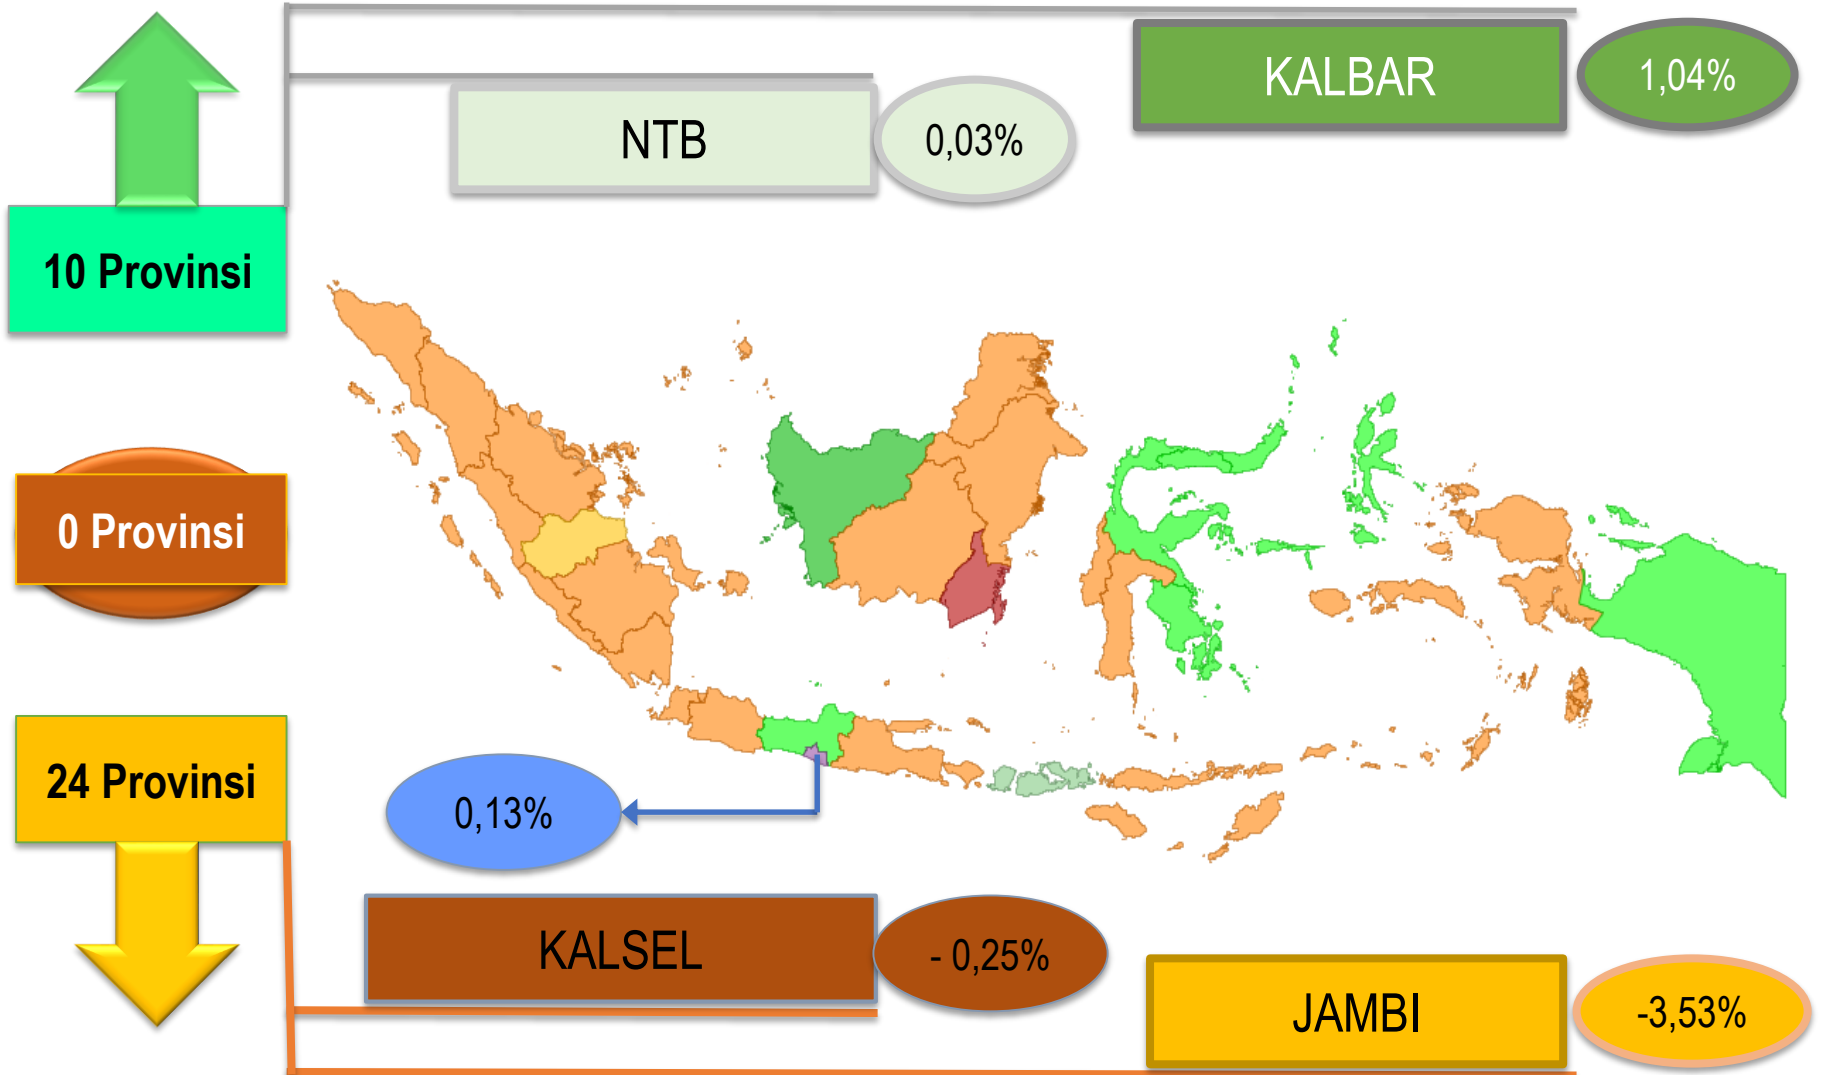 KALBAR
1,04%
NTB
0,03%
10 Provinsi
0 Provinsi
24 Provinsi
0,13%
KALSEL
- 0,25%
JAMBI
-3,53%